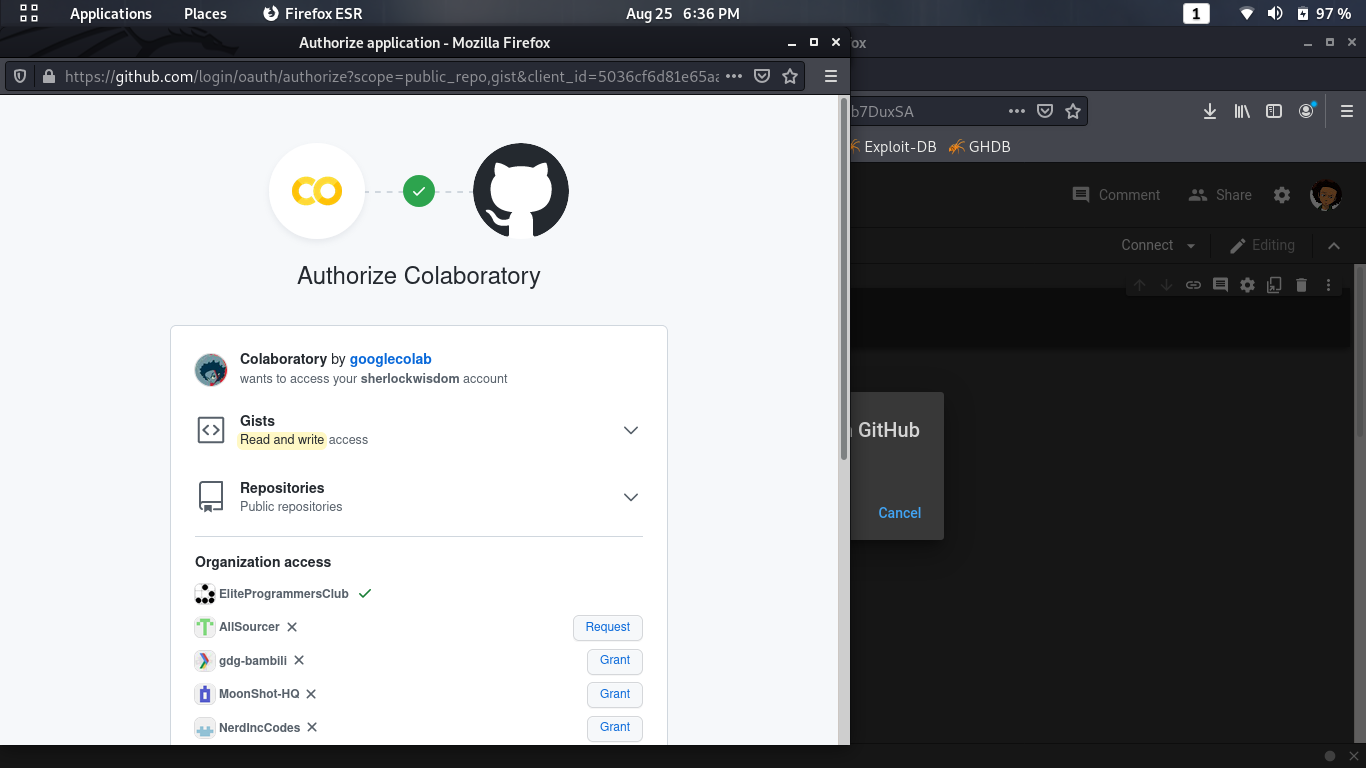 Applications Places Firefox ESR Aug 25 6:36 PM 1 97 %
Authorize application - Mozilla Firefox
https://github.com/login/oauth/authorize?scope=public_repo,gist&client_id=5036cf6d81e65aa
b7DuxSA
Exploit-DB GHDB
Comment Share
Connect Editing
Authorize Colaboratory
Colaboratory by googlecolab
wants to access your sherlockwisdom account
Gists
Read and write access
GitHub
Repositories
Public repositories
Cancel
Organization access
EliteProgrammersClub
AllSourcer Request
gdg-bambili Grant
MoonShot-HQ Grant
NerdIncCodes Grant